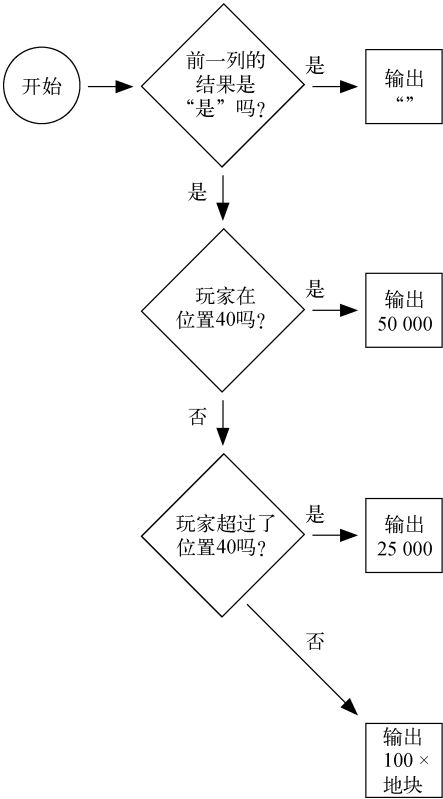 开始
前一列的
结果是
“是”吗？
是
输出
“”
是
玩家在
位置40吗？
是
输出
50 000
否
玩家超过了
位置40吗？
是
输出
25 000
否
输出
100 ×
地块